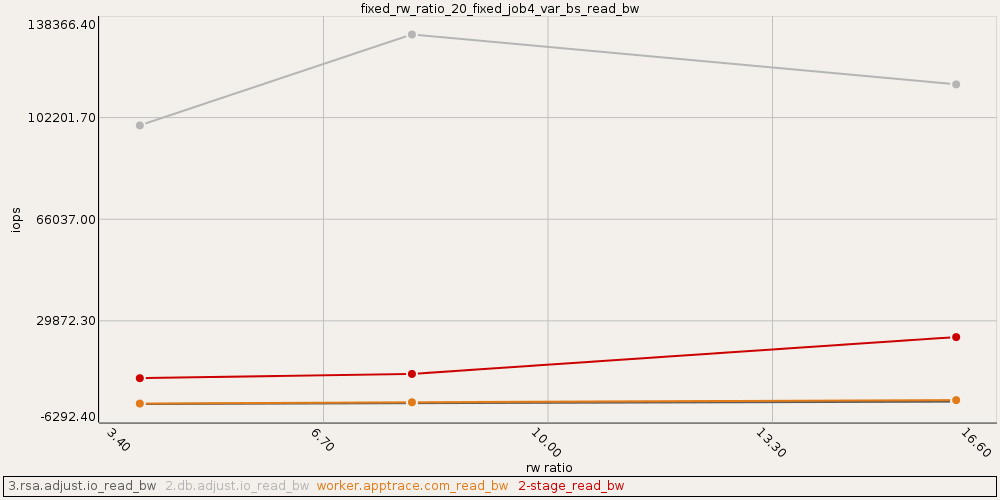 fixed_rw_ratio_20_fixed_job4_var_bs_read_bw
138366.40
102201.70
66037.00
29872.30
-6292.40
iops
3.40 6.70 10.00 13.30 16.60
rw ratio
3.rsa.adjust.io_read_bw 2.db.adjust.io_read_bw worker.apptrace.com_read_bw 2-stage_read_bw